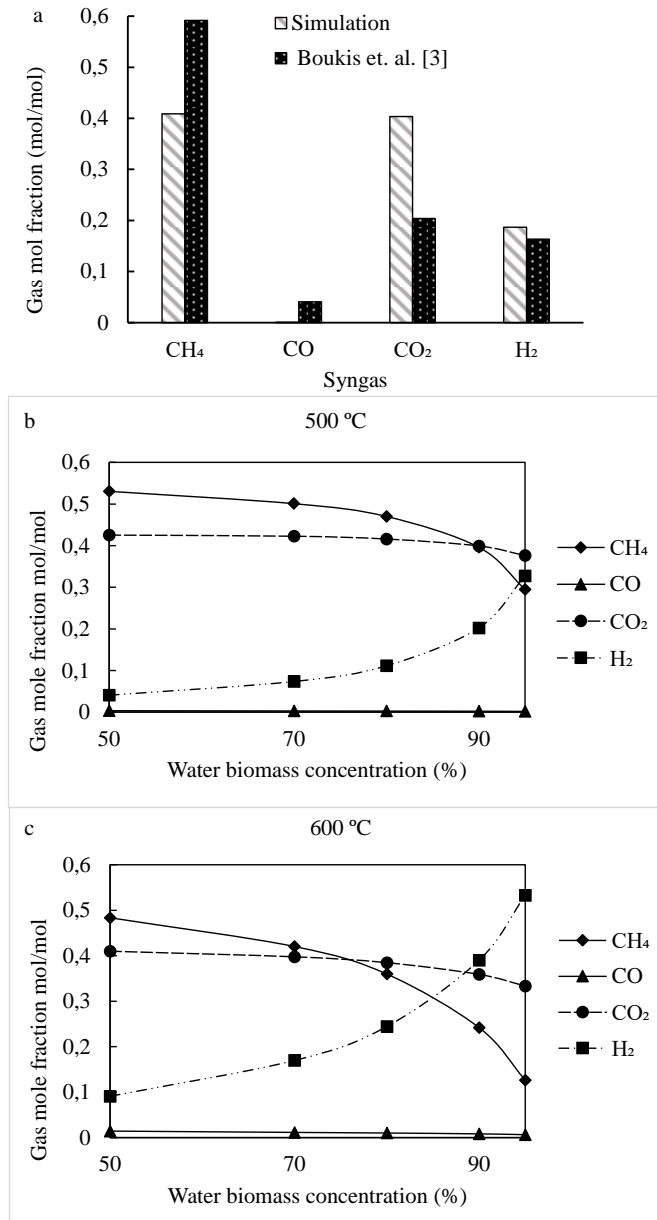 a
0,6
0,5
0,4
0,3
0,2
0,1
0
Gas mol fraction (mol/mol)
Simulation
Boukis et. al. [3]
CH₄ CO CO₂ H₂
Syngas
b
500 ºC
0,6
0,5
0,4
0,3
0,2
0,1
0
Gas mole fraction mol/mol
50 70 90
Water biomass concentration (%)
CH₄
CO
CO₂
H₂
c
600 ºC
0,6
0,5
0,4
0,3
0,2
0,1
0
Gas mole fraction mol/mol
50 70 90
Water biomass concentration (%)
CH₄
CO
CO₂
H₂